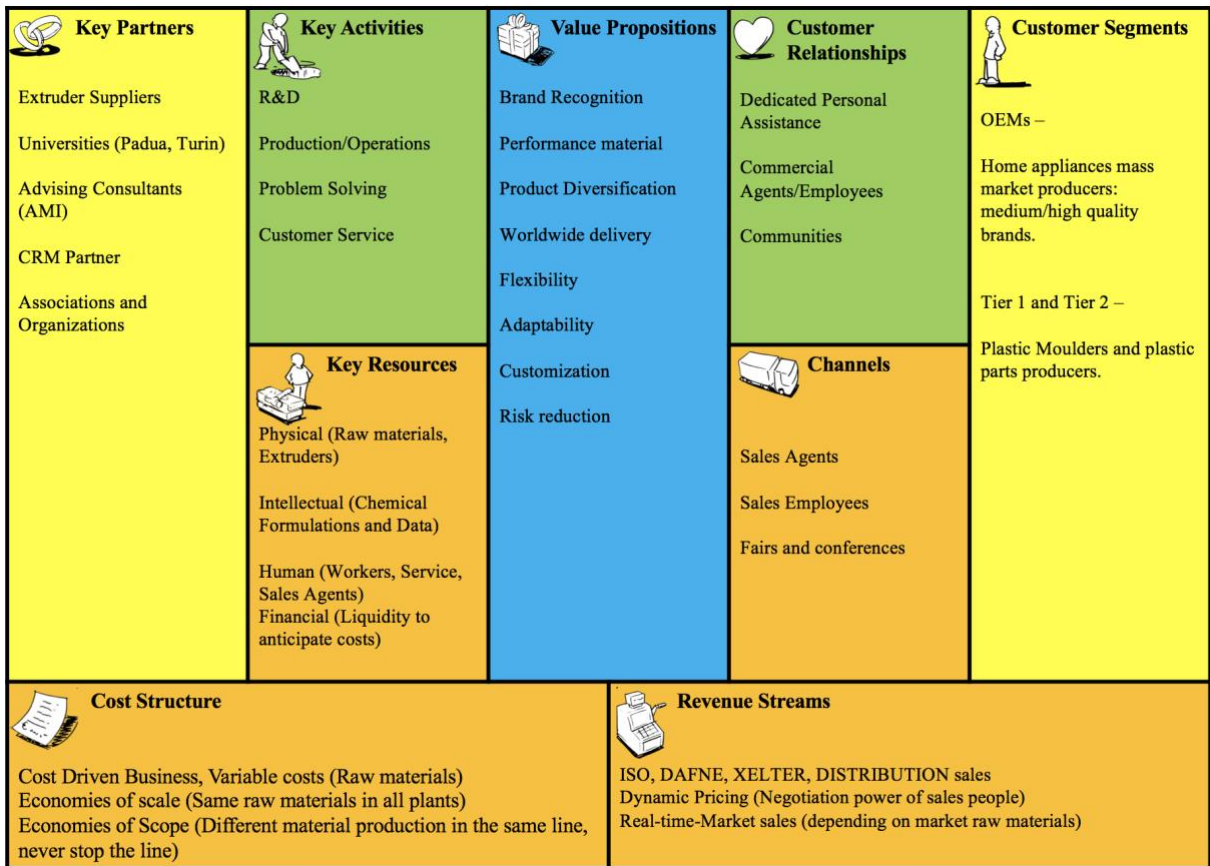 Key Partners
Extruder Suppliers
Universities (Padua, Turin)
Advising Consultants
(AMI)
CRM Partner
Associations and
Organizations
Key Activities
R&D
Production/Operations
Problem Solving
Customer Service
Key Resources
Physical (Raw materials,
Extruders)
Intellectual (Chemical
Formulations and Data)
Human (Workers, Service,
Sales Agents)
Financial (Liquidity to
anticipate costs)
Value Propositions
Brand Recognition
Performance material
Product Diversification
Worldwide delivery
Flexibility
Adaptability
Customization
Risk reduction
Customer
Relationships
Dedicated Personal
Assistance
Commercial
Agents/Employees
Communities
Channels
Sales Agents
Sales Employees
Fairs and conferences
Customer Segments
OEMs –
Home appliances mass
market producers:
medium/high quality
brands.
Tier 1 and Tier 2 –
Plastic Moulders and plastic
parts producers.
Cost Structure
Cost Driven Business, Variable costs (Raw materials)
Economies of scale (Same raw materials in all plants)
Economies of Scope (Different material production in the same line,
never stop the line)
Revenue Streams
ISO, DAFNE, XELTER, DISTRIBUTION sales
Dynamic Pricing (Negotiation power of sales people)
Real-time-Market sales (depending on market raw materials)